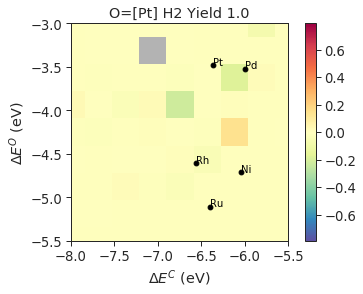 O=[Pt] H2 Yield 1.0
−3.0
−3.5
−4.0
−4.5
−5.0
−5.5
ΔE^O (eV)
Pt
Pd
Rh
Ni
Ru
−8.0 −7.5 −7.0 −6.5 −6.0 −5.5
ΔE^C (eV)
0.6
0.4
0.2
0.0
−0.2
−0.4
−0.6